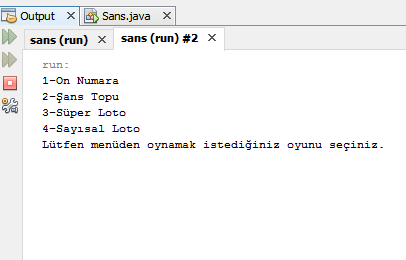 Output Sans.java
sans (run) sans (run) #2
run:
1-On Numara
2-Şans Topu
3-Süper Loto
4-Sayısal Loto
Lütfen menüden oynamak istediğiniz oyunu seçiniz.